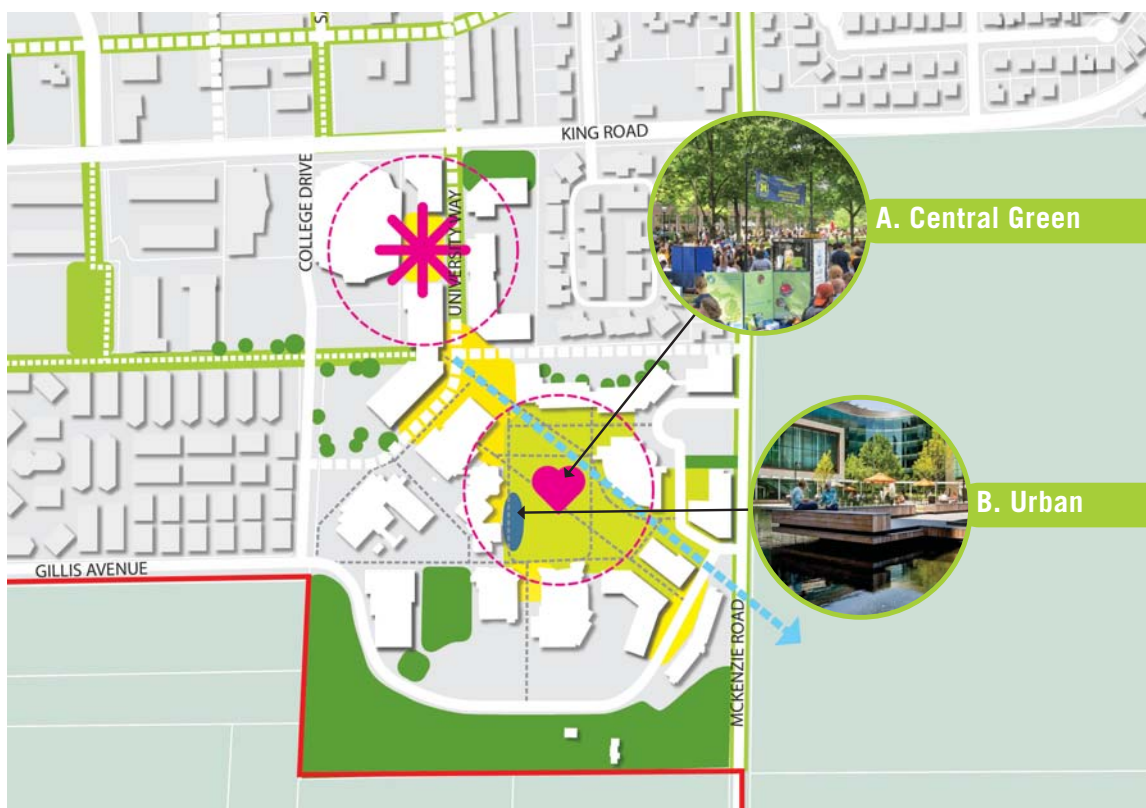 KING ROAD
COLLEGE DRIVE
UNIVERSITY WAY
A. Central Green
B. Urban
GILLIS AVENUE
MCKENZIE ROAD